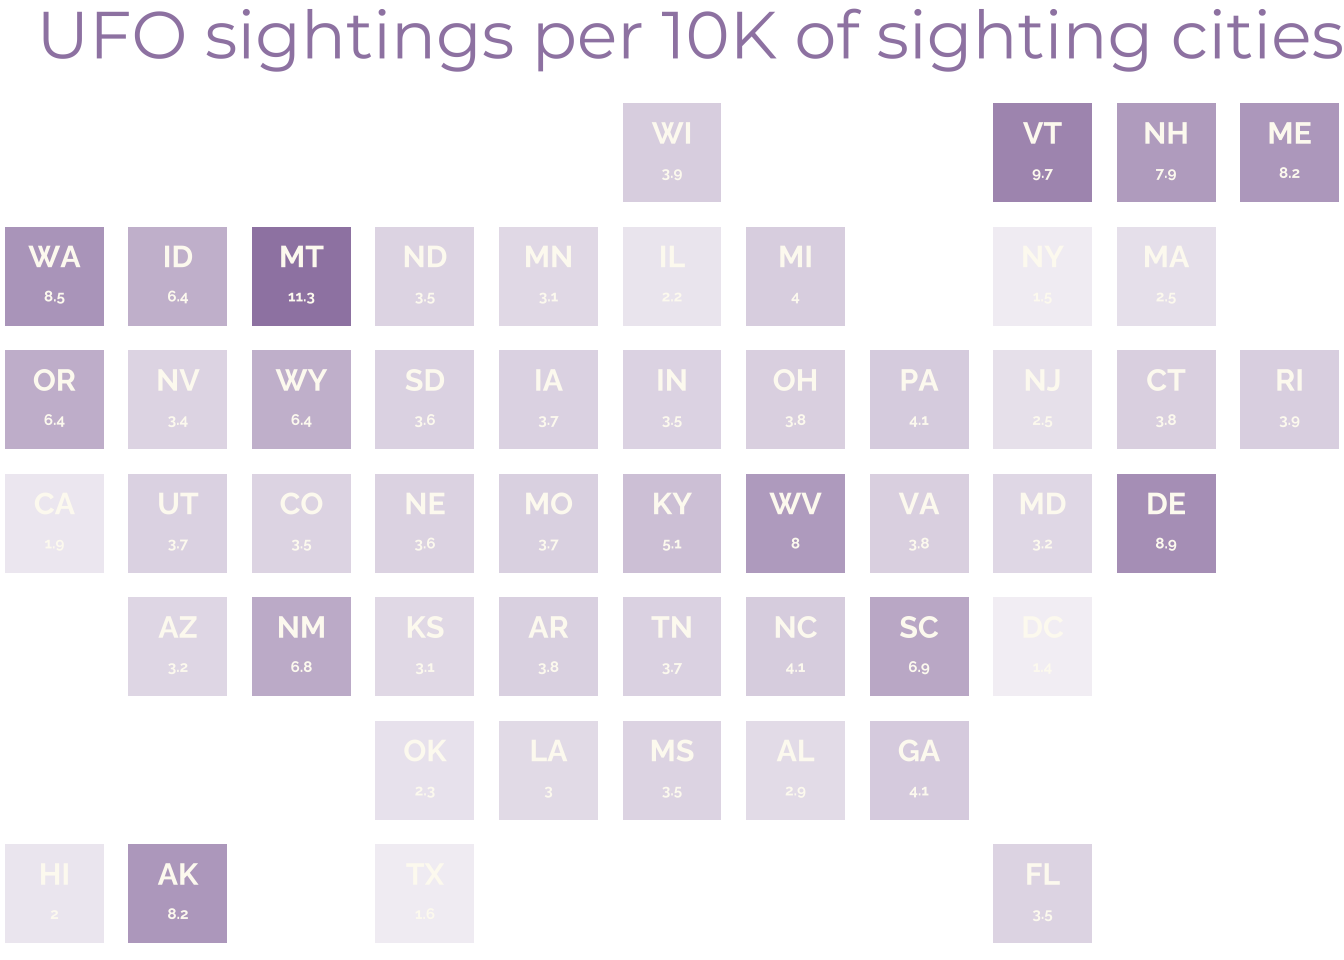 UFO sightings per 10K of sighting cities
WI
3.9
VT
9.7
NH
7.9
ME
8.2
WA
8.5
ID
6.4
MT
11.3
ND
3.5
MN
3.1
IL
2.2
MI
4
NY
1.5
MA
2.5
OR
6.4
NV
3.4
WY
6.4
SD
3.6
IA
3.7
IN
3.5
OH
3.8
PA
4.1
NJ
2.5
CT
3.8
RI
3.9
CA
1.9
UT
3.7
CO
3.5
NE
3.6
MO
3.7
KY
5.1
WV
8
VA
3.8
MD
3.2
DE
8.9
AZ
3.2
NM
6.8
KS
3.1
AR
3.8
TN
3.7
NC
4.1
SC
6.9
DC
1.4
OK
2.3
LA
3
MS
3.5
AL
2.9
GA
4.1
HI
2
AK
8.2
TX
1.6
FL
3.5